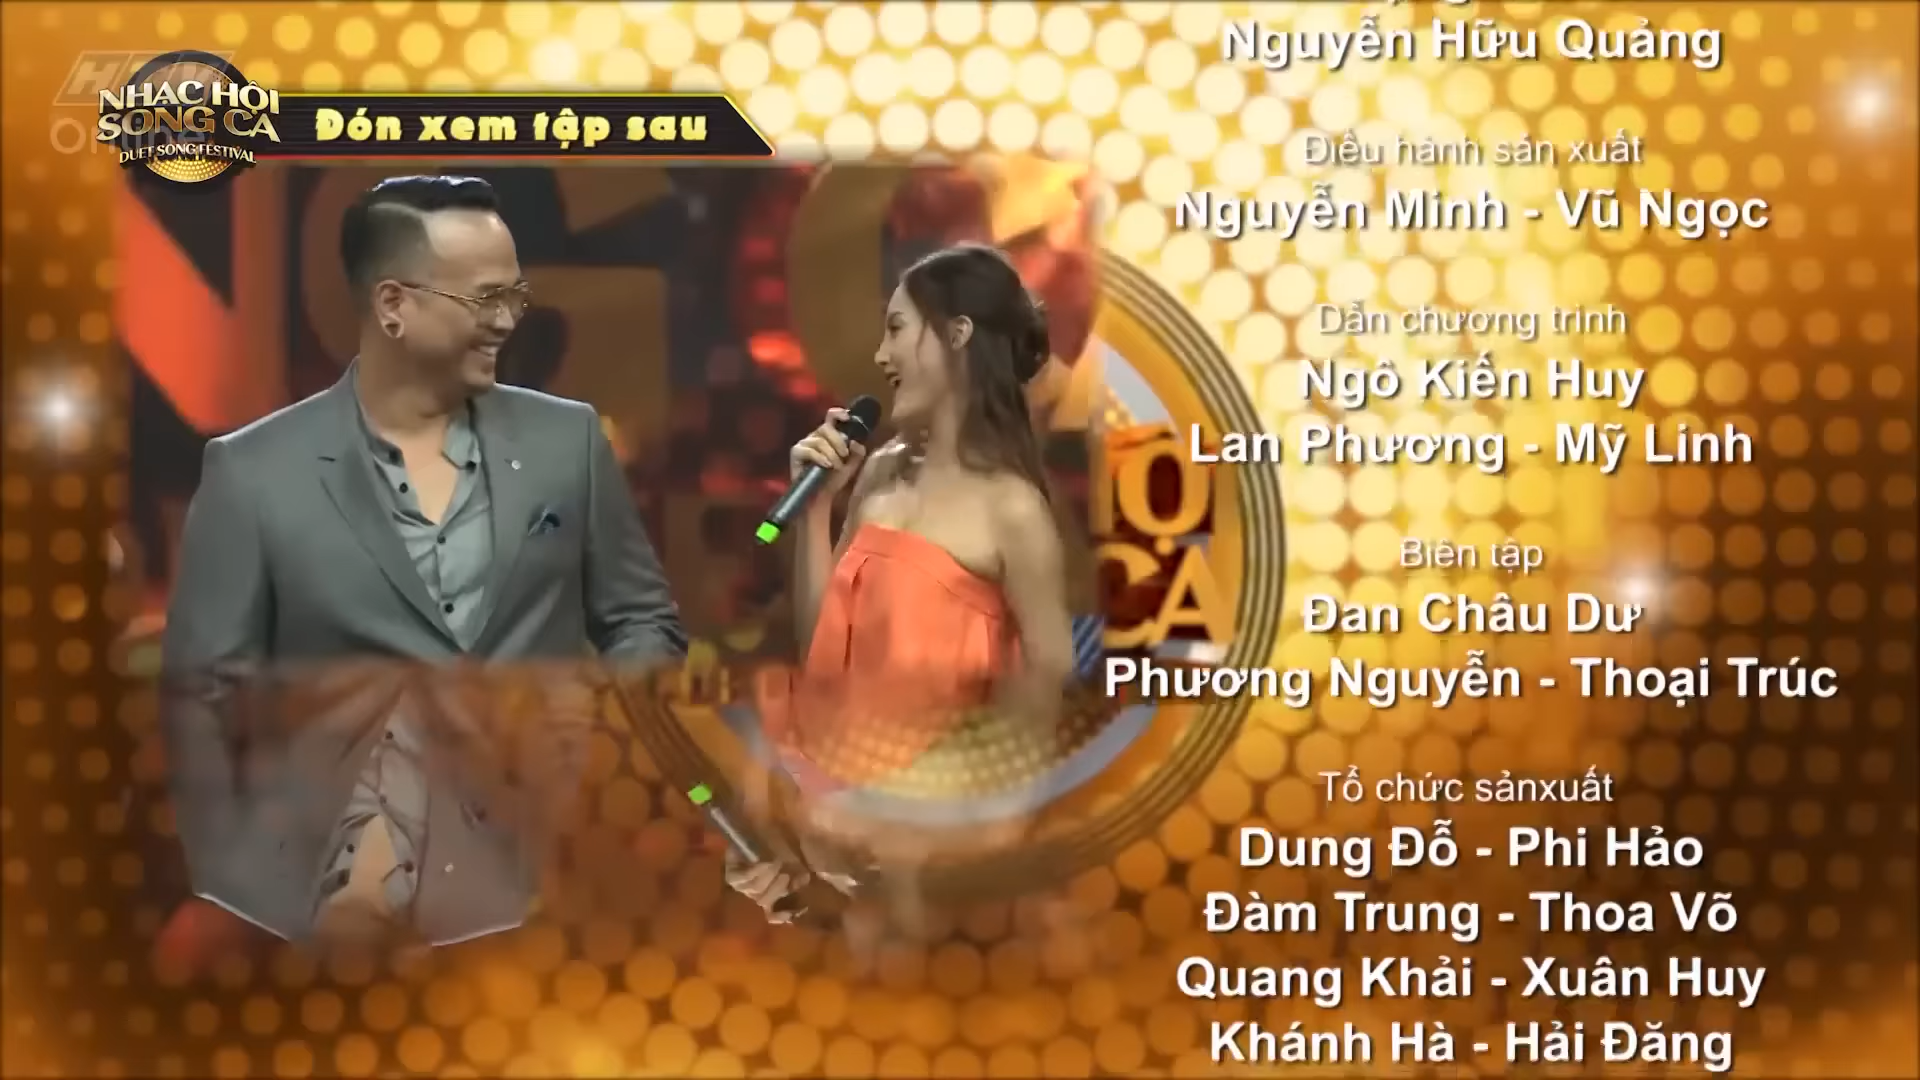 HTV
Online
NHẠC HỘI
SONG CA
DUET SONG FESTIVAL
Đón xem tập sau
Nguyễn Hữu Quảng
Điều hành sản xuất
Nguyễn Minh - Vũ Ngọc
Dẫn chương trình
Ngô Kiến Huy
Lan Phương - Mỹ Linh
Biên tập
Đan Châu Dư
Phương Nguyễn - Thoại Trúc
Tổ chức sảnxuất
Dung Đỗ - Phi Hảo
Đàm Trung - Thoa Võ
Quang Khải - Xuân Huy
Khánh Hà - Hải Đăng